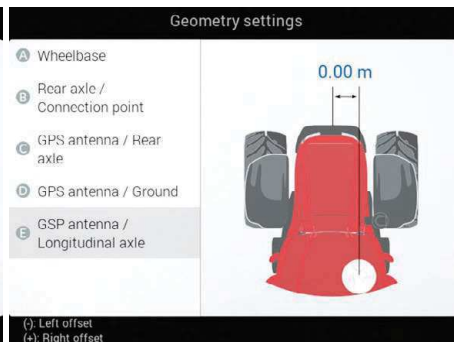 Geometry settings
A Wheelbase
B Rear axle /
Connection point
C GPS antenna / Rear
axle
D GPS antenna / Ground
E GSP antenna /
Longitudinal axle
0.00 m
(-): Left offset
(+): Right offset